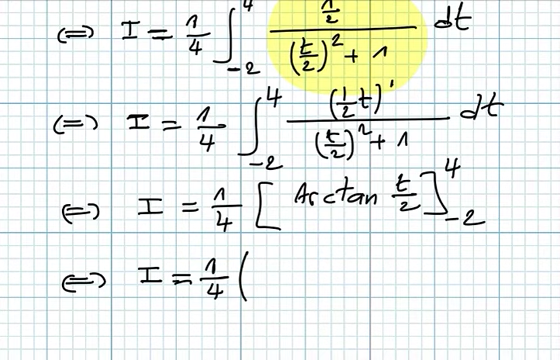 ⇔ I = 1/4 ∫_{-2}^{4} (1/2)/((t/2)² + 1) dt
⇔ I = 1/4 ∫_{-2}^{4} (1/2 t)'/((t/2)² + 1) dt
⇔ I = 1/4 [Arctan t/2]_{-2}^{4}
⇔ I = 1/4 (